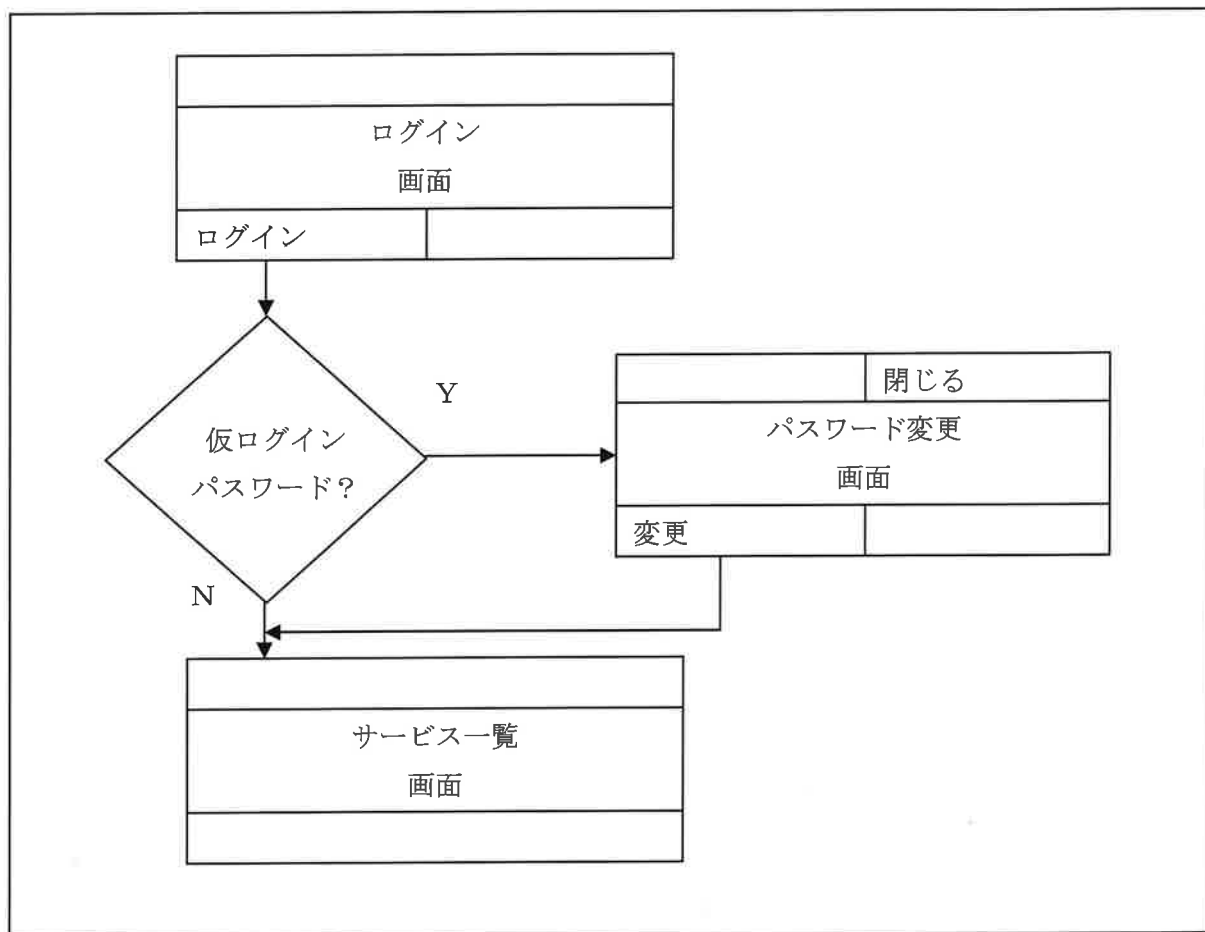 ログイン
画面
ログイン
Y
閉じる
仮ログイン
パスワード？
パスワード変更
画面
変更
N
サービス一覧
画面